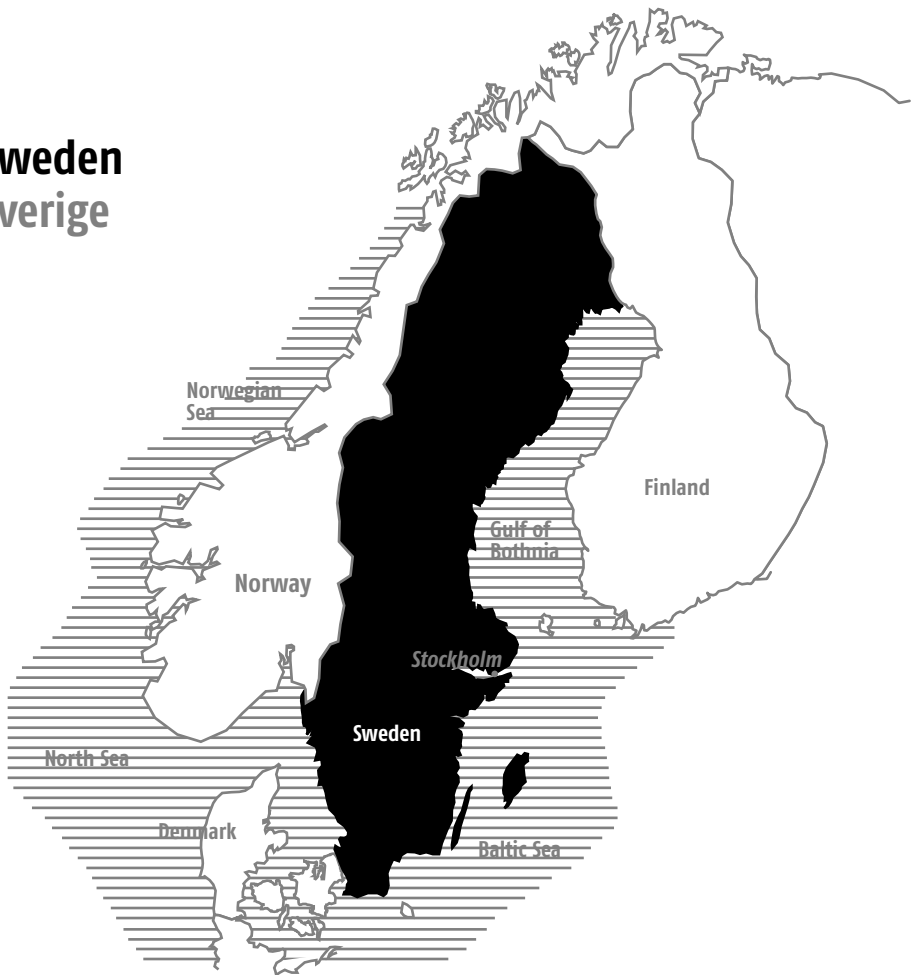 weden
verige
Norwegian
Sea
Finland
Gulf of
Bothnia
Norway
Stockholm
Sweden
North Sea
Denmark
Baltic Sea